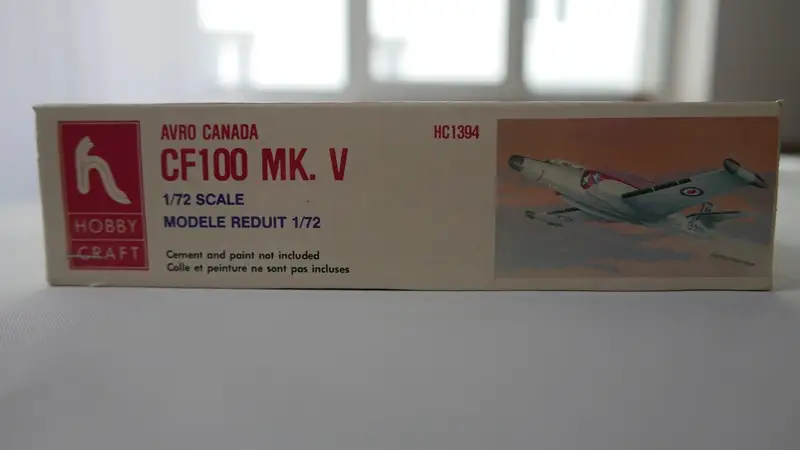 h
HOBBY
CRAFT
AVRO CANADA
CF100 MK. V
HC1394
1/72 SCALE
MODELE REDUIT 1/72
Cement and paint not included
Colle et peinture ne sont pas incluses